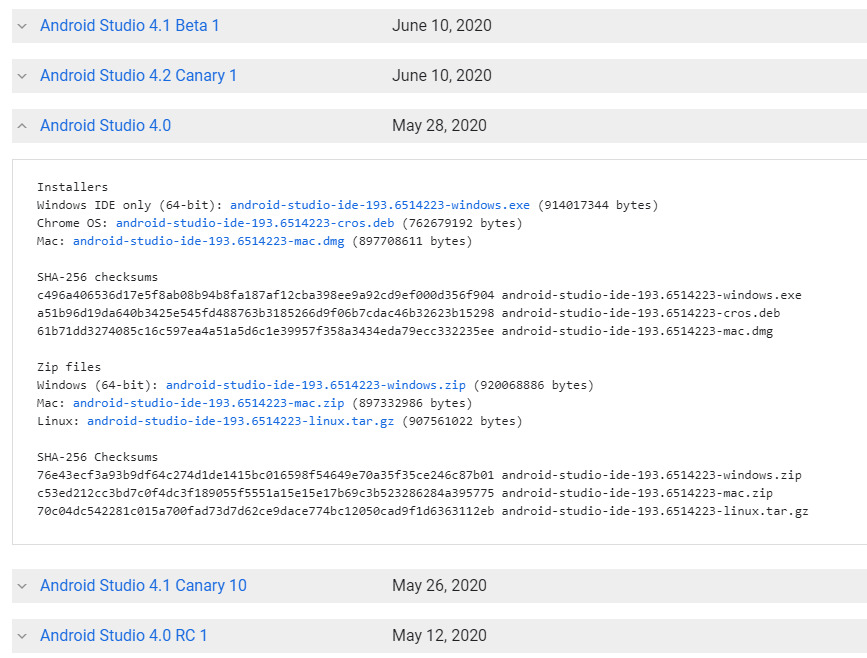 Android Studio 4.1 Beta 1 June 10, 2020
Android Studio 4.2 Canary 1 June 10, 2020
Android Studio 4.0 May 28, 2020
Installers
Windows IDE only (64-bit): android-studio-ide-193.6514223-windows.exe (914017344 bytes)
Chrome OS: android-studio-ide-193.6514223-cros.deb (762679192 bytes)
Mac: android-studio-ide-193.6514223-mac.dmg (897708611 bytes)
SHA-256 checksums
c496a406536d17e5f8ab08b94b8fa187af12cba398ee9a92cd9ef000d356f904 android-studio-ide-193.6514223-windows.exe
a51b96d19da640b3425e545fd488763b3185266d9f06b7cdac46b32623b15298 android-studio-ide-193.6514223-cros.deb
61b71dd3274085c16c597ea4a51a5d6c1e39957f358a3434eda79ecc332235ee android-studio-ide-193.6514223-mac.dmg
Zip files
Windows (64-bit): android-studio-ide-193.6514223-windows.zip (920068886 bytes)
Mac: android-studio-ide-193.6514223-mac.zip (897332986 bytes)
Linux: android-studio-ide-193.6514223-linux.tar.gz (907561022 bytes)
SHA-256 Checksums
76e43ecf3a93b9df64c274d1de1415bc016598f54649e70a35f35ce246c87b01 android-studio-ide-193.6514223-windows.zip
c53ed212cc3bd7c0f4dc3f189055f5551a15e15e17b69c3b523286284a395775 android-studio-ide-193.6514223-mac.zip
70c04dc542281c015a700fad73d7d62ce9dace774bc12050cad9f1d6363112eb android-studio-ide-193.6514223-linux.tar.gz
Android Studio 4.1 Canary 10 May 26, 2020
Android Studio 4.0 RC 1 May 12, 2020